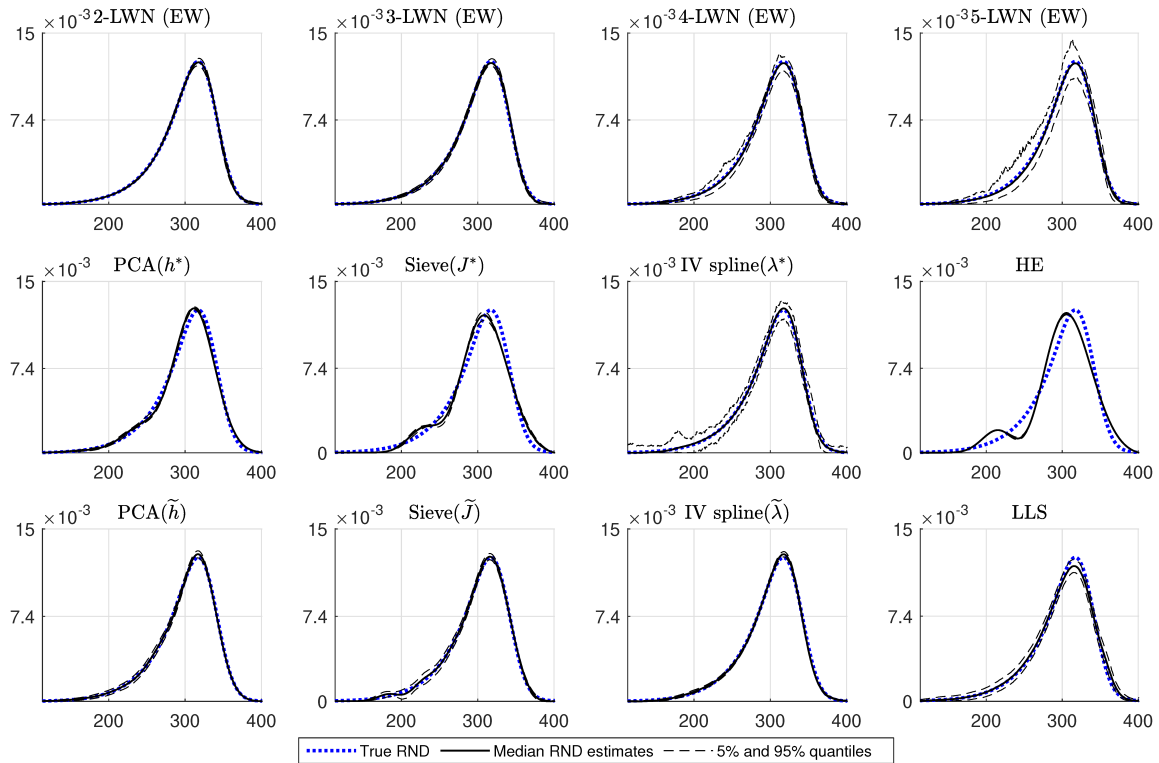 ×10⁻³ 2-LWN (EW) ×10⁻³ 3-LWN (EW) ×10⁻³ 4-LWN (EW) ×10⁻³ 5-LWN (EW)
15 15 15 15
7.4 7.4 7.4 7.4
200 300 400 200 300 400 200 300 400 200 300 400
×10⁻³ PCA(h*) ×10⁻³ Sieve(J*) ×10⁻³ IV spline(λ*) ×10⁻³ HE
15 15 15 15
7.4 7.4 7.4 7.4
0 0
200 300 400 200 300 400 200 300 400 200 300 400
×10⁻³ PCA(h̃) ×10⁻³ Sieve(J̃) ×10⁻³ IV spline(λ̃) ×10⁻³ LLS
15 15 15 15
7.4 7.4 7.4 7.4
0 0
200 300 400 200 300 400 200 300 400 200 300 400
True RND Median RND estimates 5% and 95% quantiles